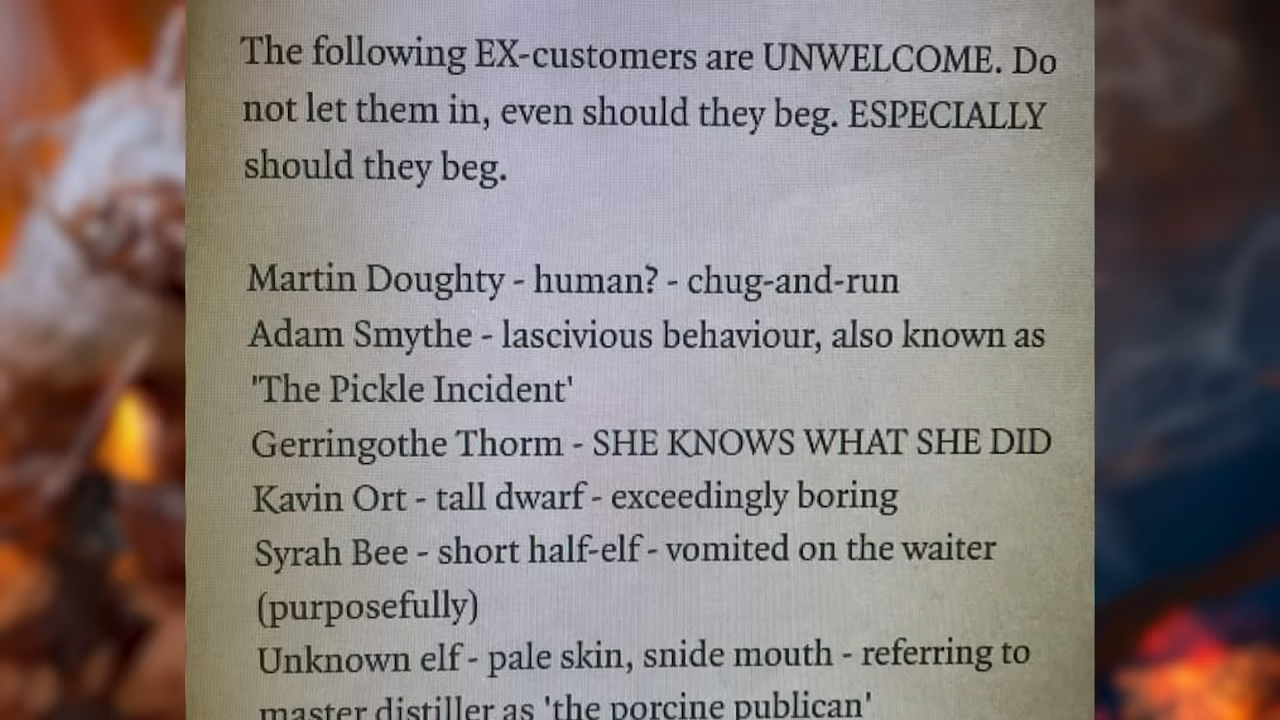 The following EX-customers are UNWELCOME. Do
not let them in, even should they beg. ESPECIALLY
should they beg.
Martin Doughty - human? - chug-and-run
Adam Smythe - lascivious behaviour, also known as
'The Pickle Incident'
Gerringothe Thorm - SHE KNOWS WHAT SHE DID
Kavin Ort - tall dwarf - exceedingly boring
Syrah Bee - short half-elf - vomited on the waiter
(purposefully)
Unknown elf - pale skin, snide mouth - referring to
master distiller as 'the porcine publican'